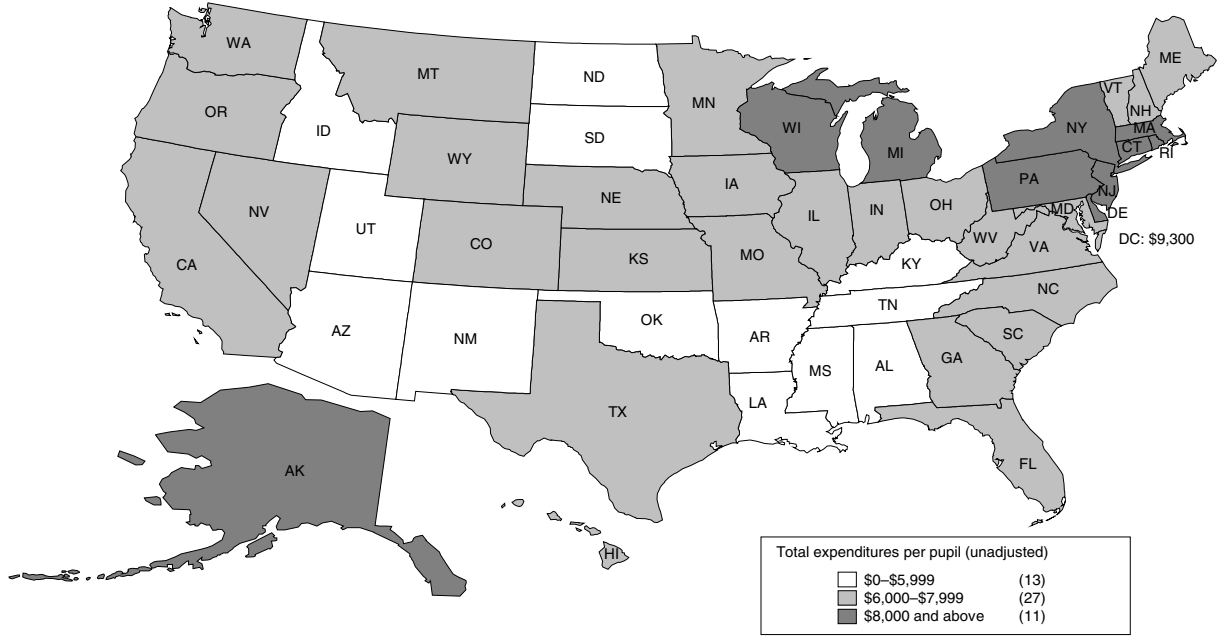 WA
MT
ND
ME
VT
MN
OR
NH
ID
SD
WI
NY
MA
CT
MI
RI
WY
PA
IA
NE
NJ
NV
OH
MD
DE
IL
IN
UT
CO
WV
DC: $9,300
VA
CA
KS
MO
KY
NC
TN
AZ
OK
NM
AR
SC
GA
MS
AL
LA
TX
FL
AK
HI
Total expenditures per pupil (unadjusted)
$0–$5,999 (13)
$6,000–$7,999 (27)
$8,000 and above (11)